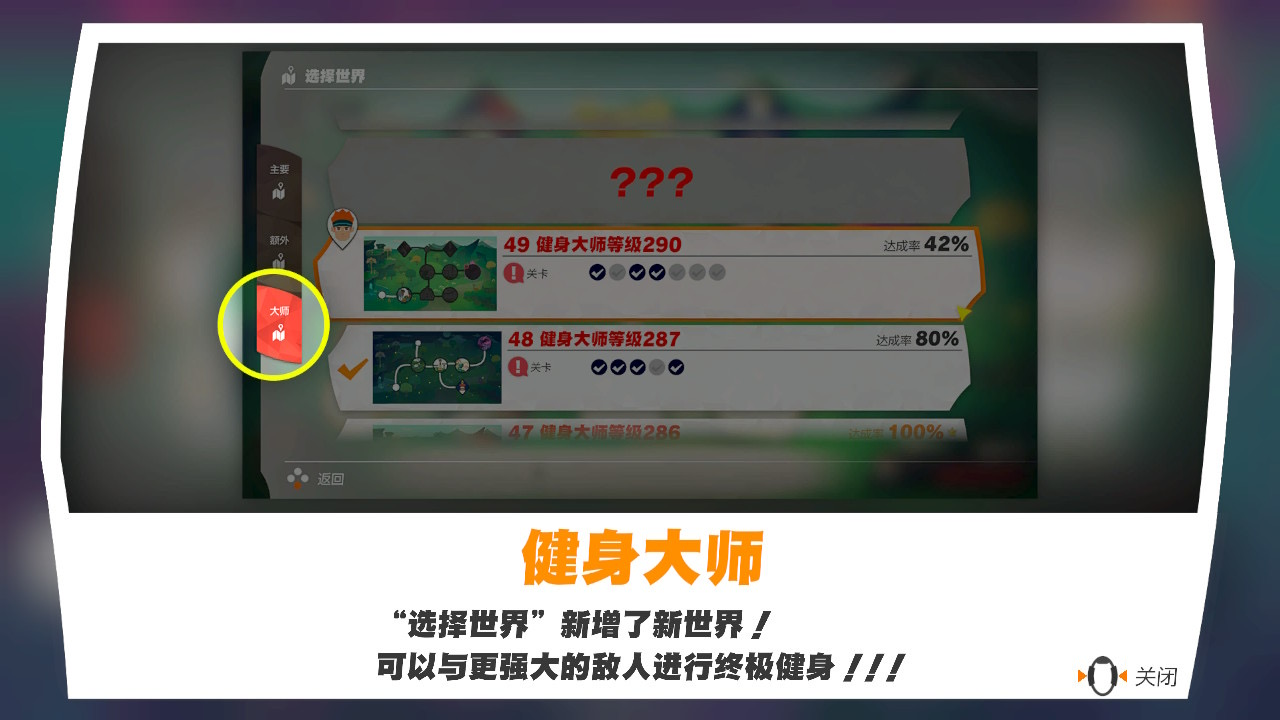 选择世界
主要
额外
大师
???
49 健身大师等级290
达成率 42%
关卡
48 健身大师等级287
达成率 80%
关卡
47 健身大师等级286
达成率 100%
返回
健身大师
“选择世界”新增了新世界！
可以与更强大的敌人进行终极健身！！！
关闭